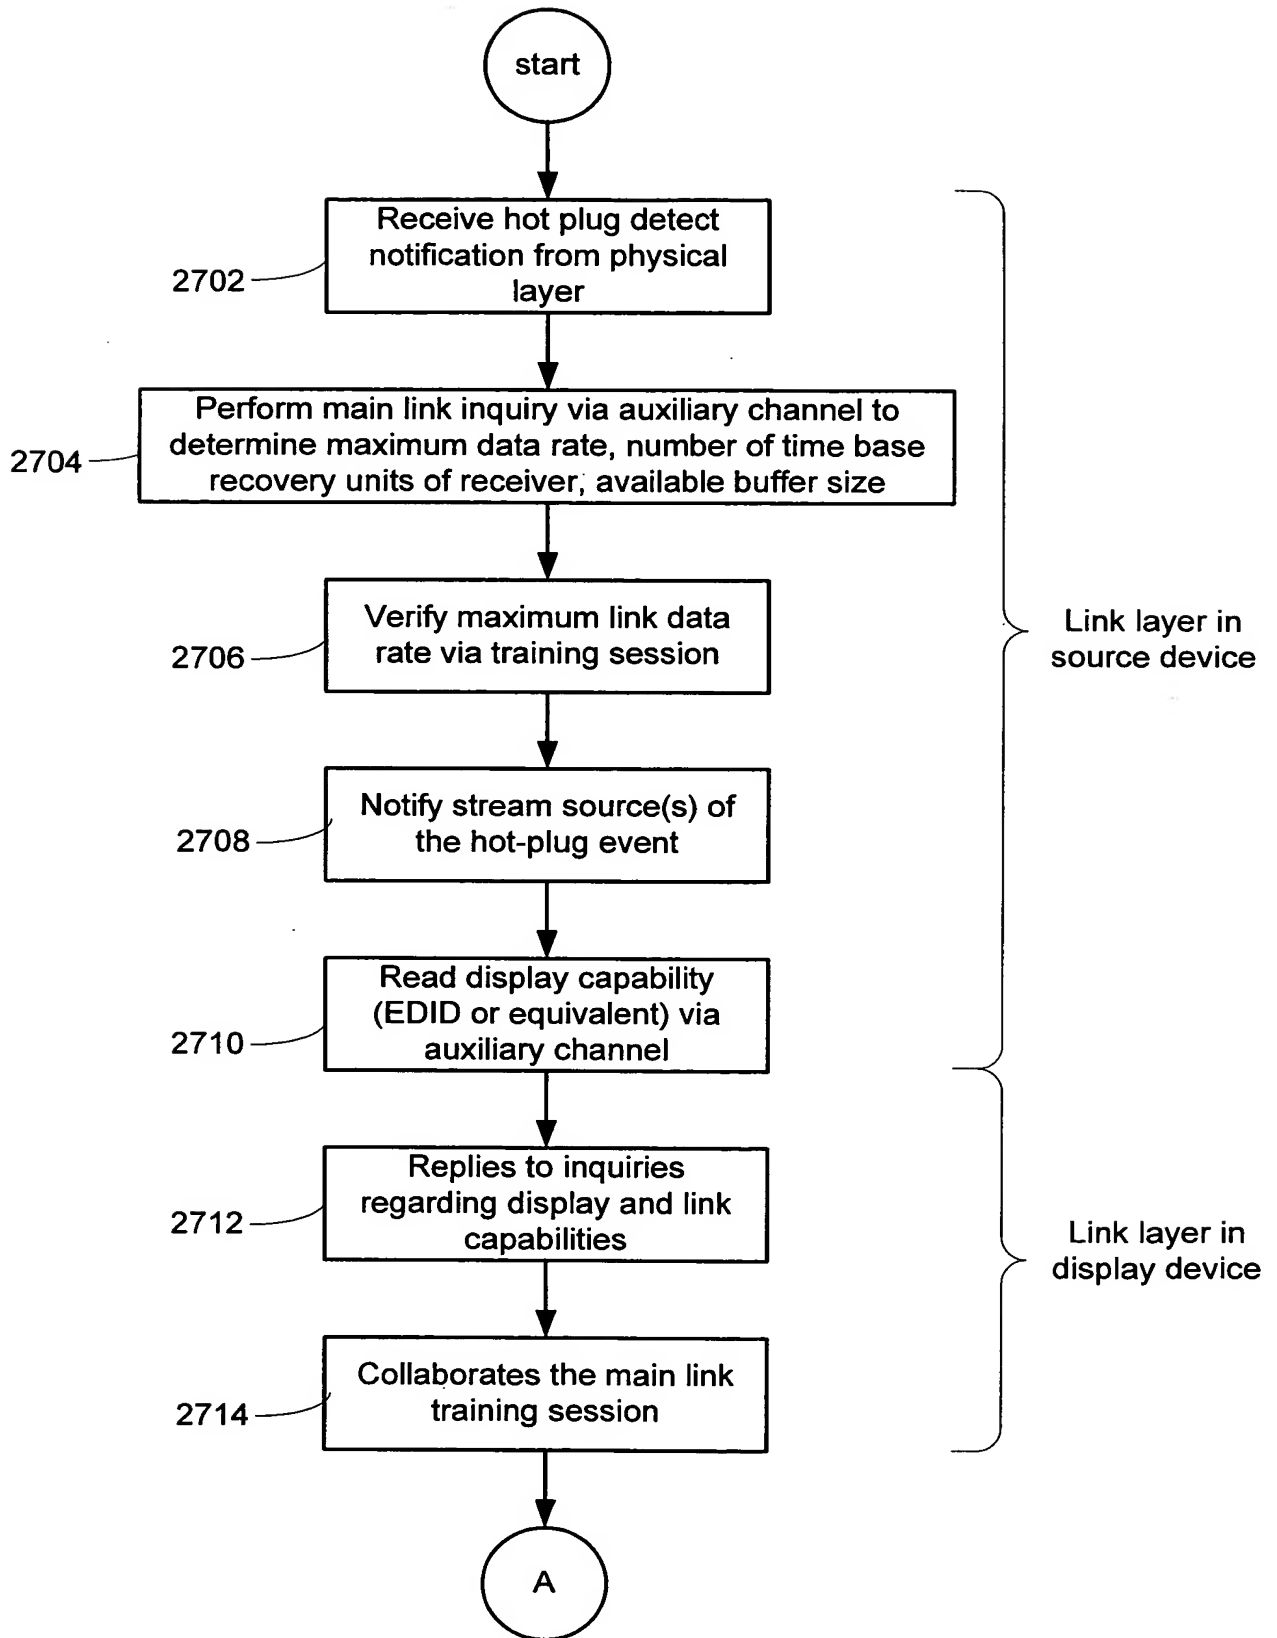 start
Receive hot plug detect
notification from physical
layer
2702
Perform main link inquiry via auxiliary channel to
determine maximum data rate, number of time base
recovery units of receiver, available buffer size
2704
Verify maximum link data
rate via training session
2706
Link layer in
source device
Notify stream source(s) of
the hot-plug event
2708
Read display capability
(EDID or equivalent) via
auxiliary channel
2710
Replies to inquiries
regarding display and link
capabilities
2712
Link layer in
display device
Collaborates the main link
training session
2714
A